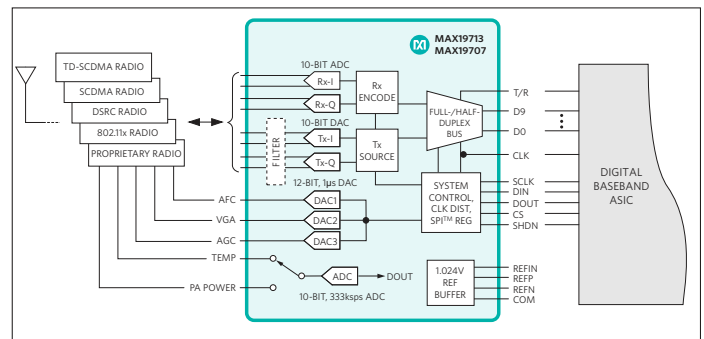 MAX19713
MAX19707
TD-SCDMA RADIO
SCDMA RADIO
DSRC RADIO
802.11x RADIO
PROPRIETARY RADIO
10-BIT ADC
Rx-I
Rx-Q
Rx
ENCODE
10-BIT DAC
Tx-I
Tx-Q
FILTER
Tx
SOURCE
FULL-/HALF-
DUPLEX
BUS
T/R
D9
D0
CLK
12-BIT, 1µs DAC
AFC
DAC1
VGA
DAC2
AGC
DAC3
SYSTEM
CONTROL,
CLK DIST,
SPI™ REG
SCLK
DIN
DOUT
CS
SHDN
DIGITAL
BASEBAND
ASIC
TEMP
PA POWER
ADC
DOUT
10-BIT, 333ksps ADC
1.024V
REF
BUFFER
REFIN
REFP
REFN
COM